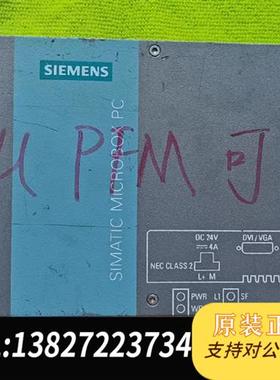 SIEMENS
SIMATIC MICROBOX PC
PFM 可
DC 24V
4A
NEC CLASS 2
L+ M
DVI/VGA
PWR L1 SF
原装正
支持对公
:13827223734